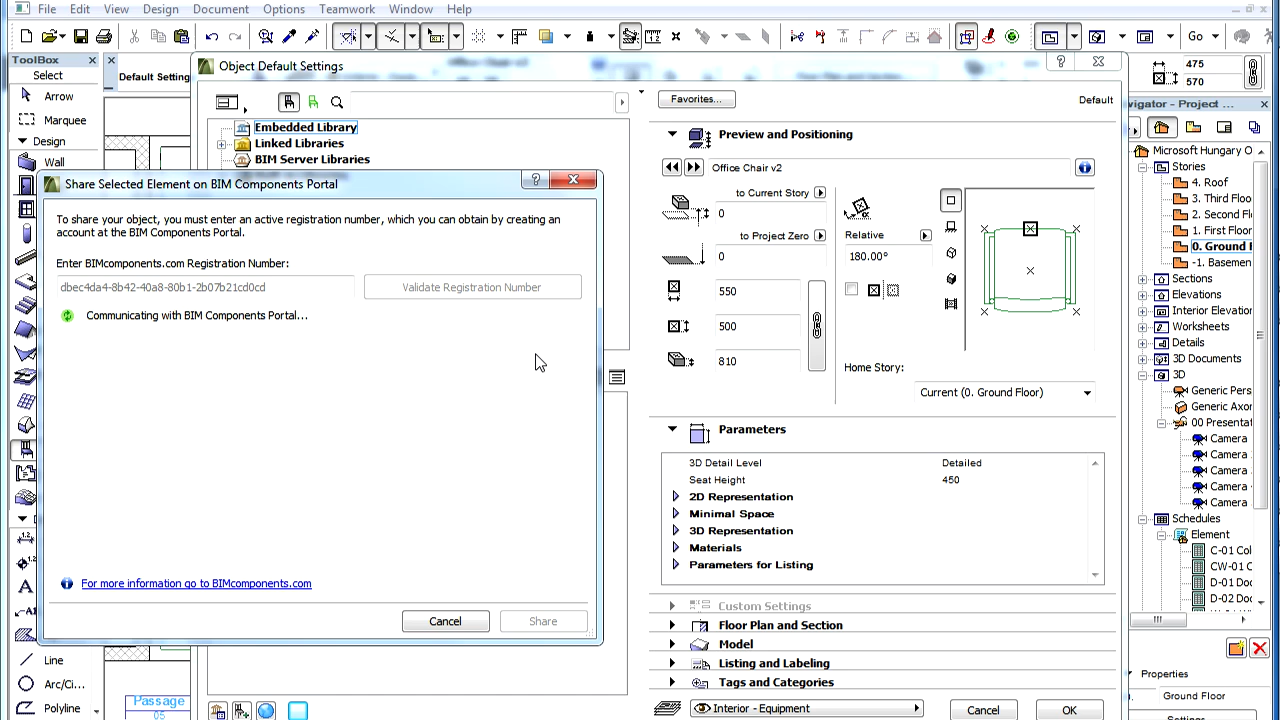 File Edit View Design Document Options Teamwork Window Help
Go
ToolBox
Select
Arrow
Marquee
Design
Wall
Line
Arc/Ci...
Polyline
Default Setting
Object Default Settings
Embedded Library
Linked Libraries
BIM Server Libraries
Share Selected Element on BIM Components Portal
To share your object, you must enter an active registration number, which you can obtain by creating an
account at the BIM Components Portal.
Enter BIMcomponents.com Registration Number:
dbec4da4-8b42-40a8-80b1-2b07b21cd0cd
Validate Registration Number
Communicating with BIM Components Portal...
For more information go to BIMcomponents.com
Cancel
Share
Passage
05
Favorites...
Default
Preview and Positioning
Office Chair v2
to Current Story
0
to Project Zero
0
550
500
810
Relative
180.00°
Home Story:
Current (0. Ground Floor)
Parameters
3D Detail Level Detailed
Seat Height 450
2D Representation
Minimal Space
3D Representation
Materials
Parameters for Listing
Custom Settings
Floor Plan and Section
Model
Listing and Labeling
Tags and Categories
Interior - Equipment
Cancel
OK
475
570
vigator - Project ...
Microsoft Hungary O
Stories
4. Roof
3. Third Floo
2. Second Fl
1. First Floor
0. Ground F
-1. Basemen
Sections
Elevations
Interior Elevation
Worksheets
Details
3D Documents
3D
Generic Pers
Generic Axon
00 Presentat
Camera
Camera
Camera
Camera
Camera
Schedules
Element
C-01 Col
CW-01 C
D-01 Doo
D-02 Doo
Properties
Ground Floor
Settings